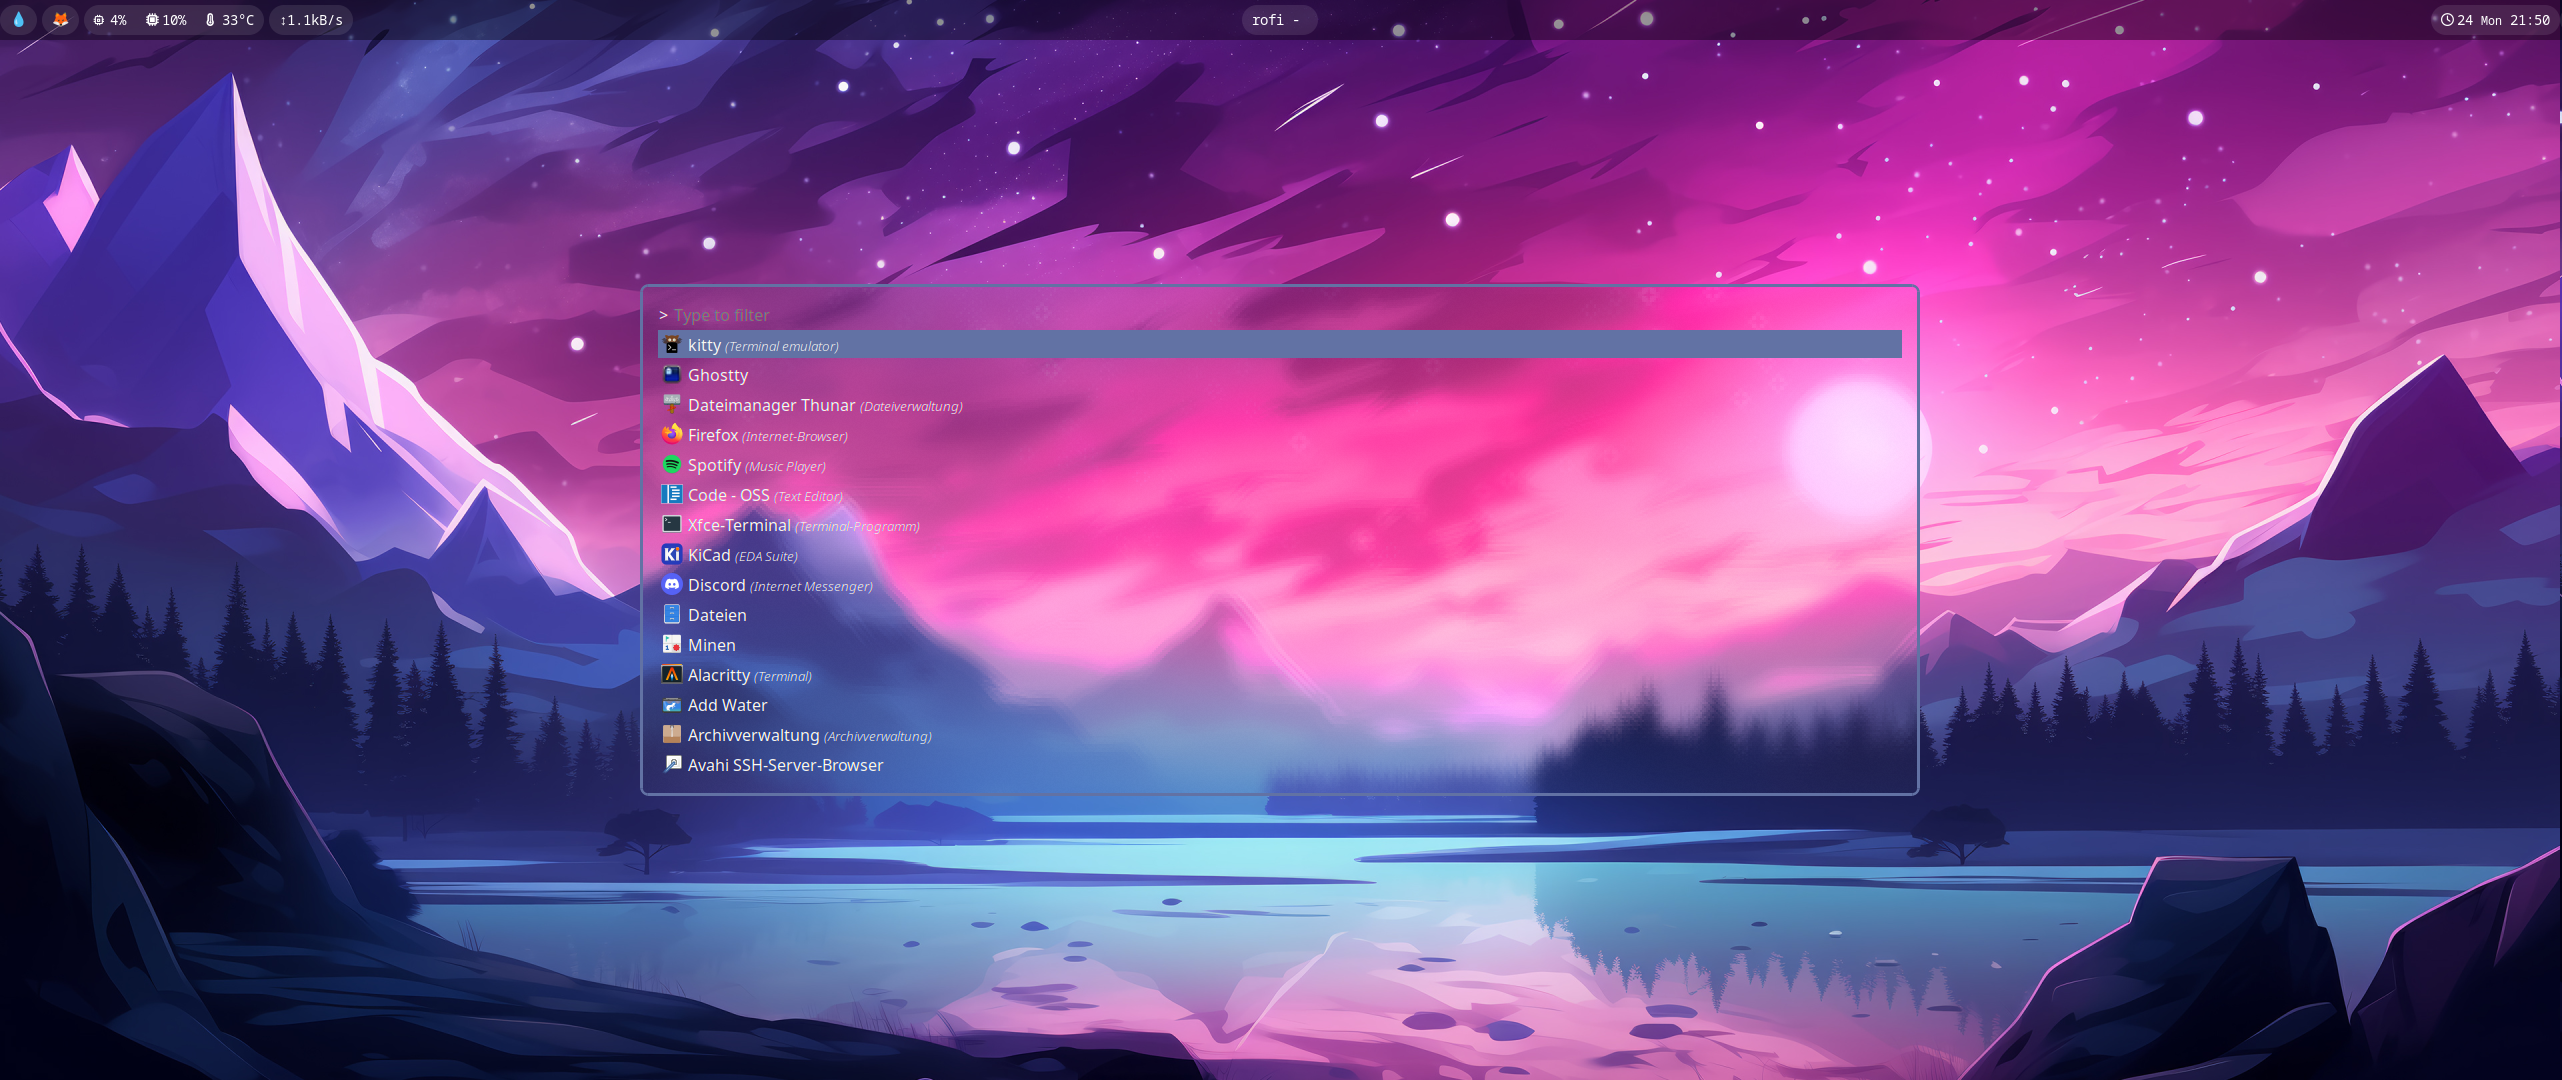 4% 10% 33°C ↕1.1kB/s rofi - 24 Mon 21:50
> Type to filter
kitty (Terminal emulator)
Ghostty
Dateimanager Thunar (Dateiverwaltung)
Firefox (Internet-Browser)
Spotify (Music Player)
Code - OSS (Text Editor)
Xfce-Terminal (Terminal-Programm)
KiCad (EDA Suite)
Discord (Internet Messenger)
Dateien
Minen
Alacritty (Terminal)
Add Water
Archivverwaltung (Archivverwaltung)
Avahi SSH-Server-Browser